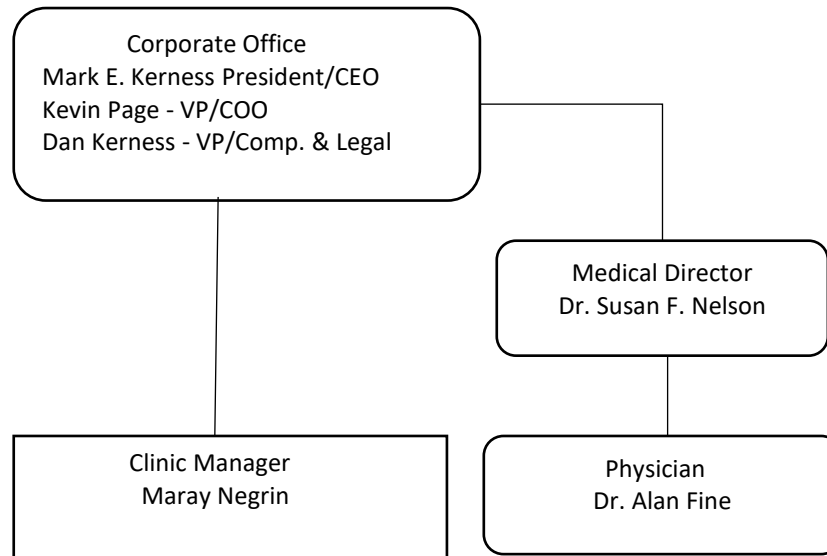 Corporate Office
Mark E. Kerness President/CEO
Kevin Page - VP/COO
Dan Kerness - VP/Comp. & Legal
Medical Director
Dr. Susan F. Nelson
Clinic Manager
Maray Negrin
Physician
Dr. Alan Fine